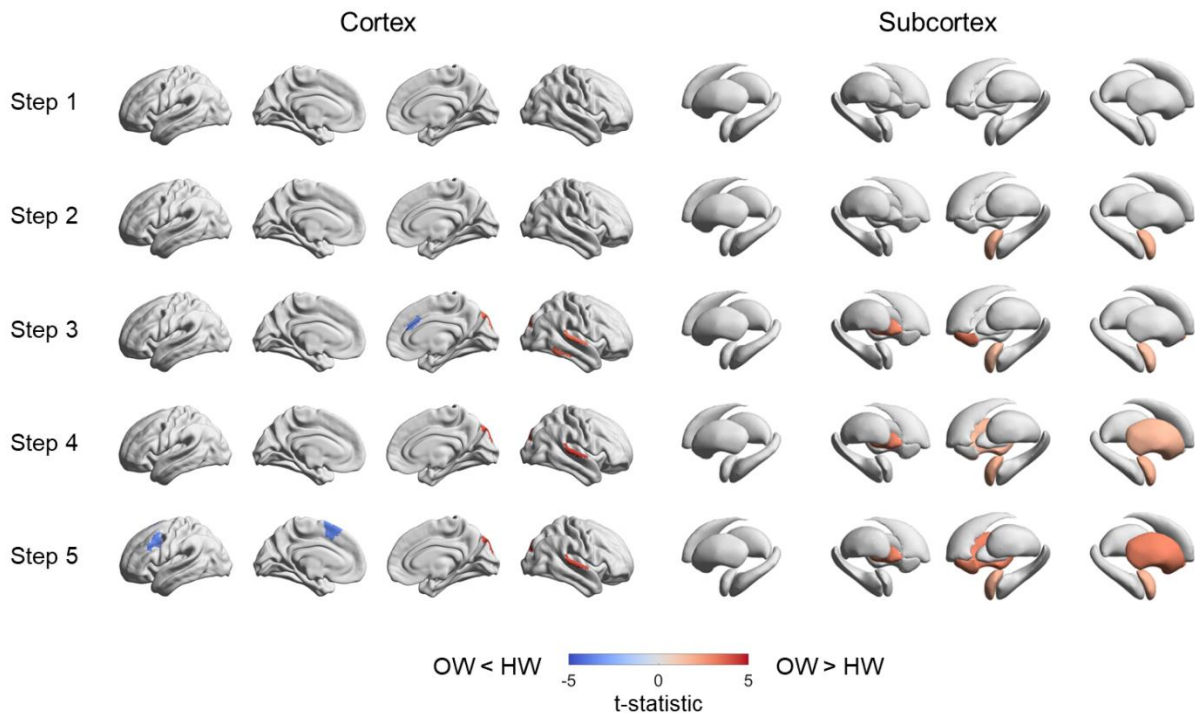 Cortex
Subcortex
Step 1
Step 2
Step 3
Step 4
Step 5
OW < HW
OW > HW
-5
0
5
t-statistic